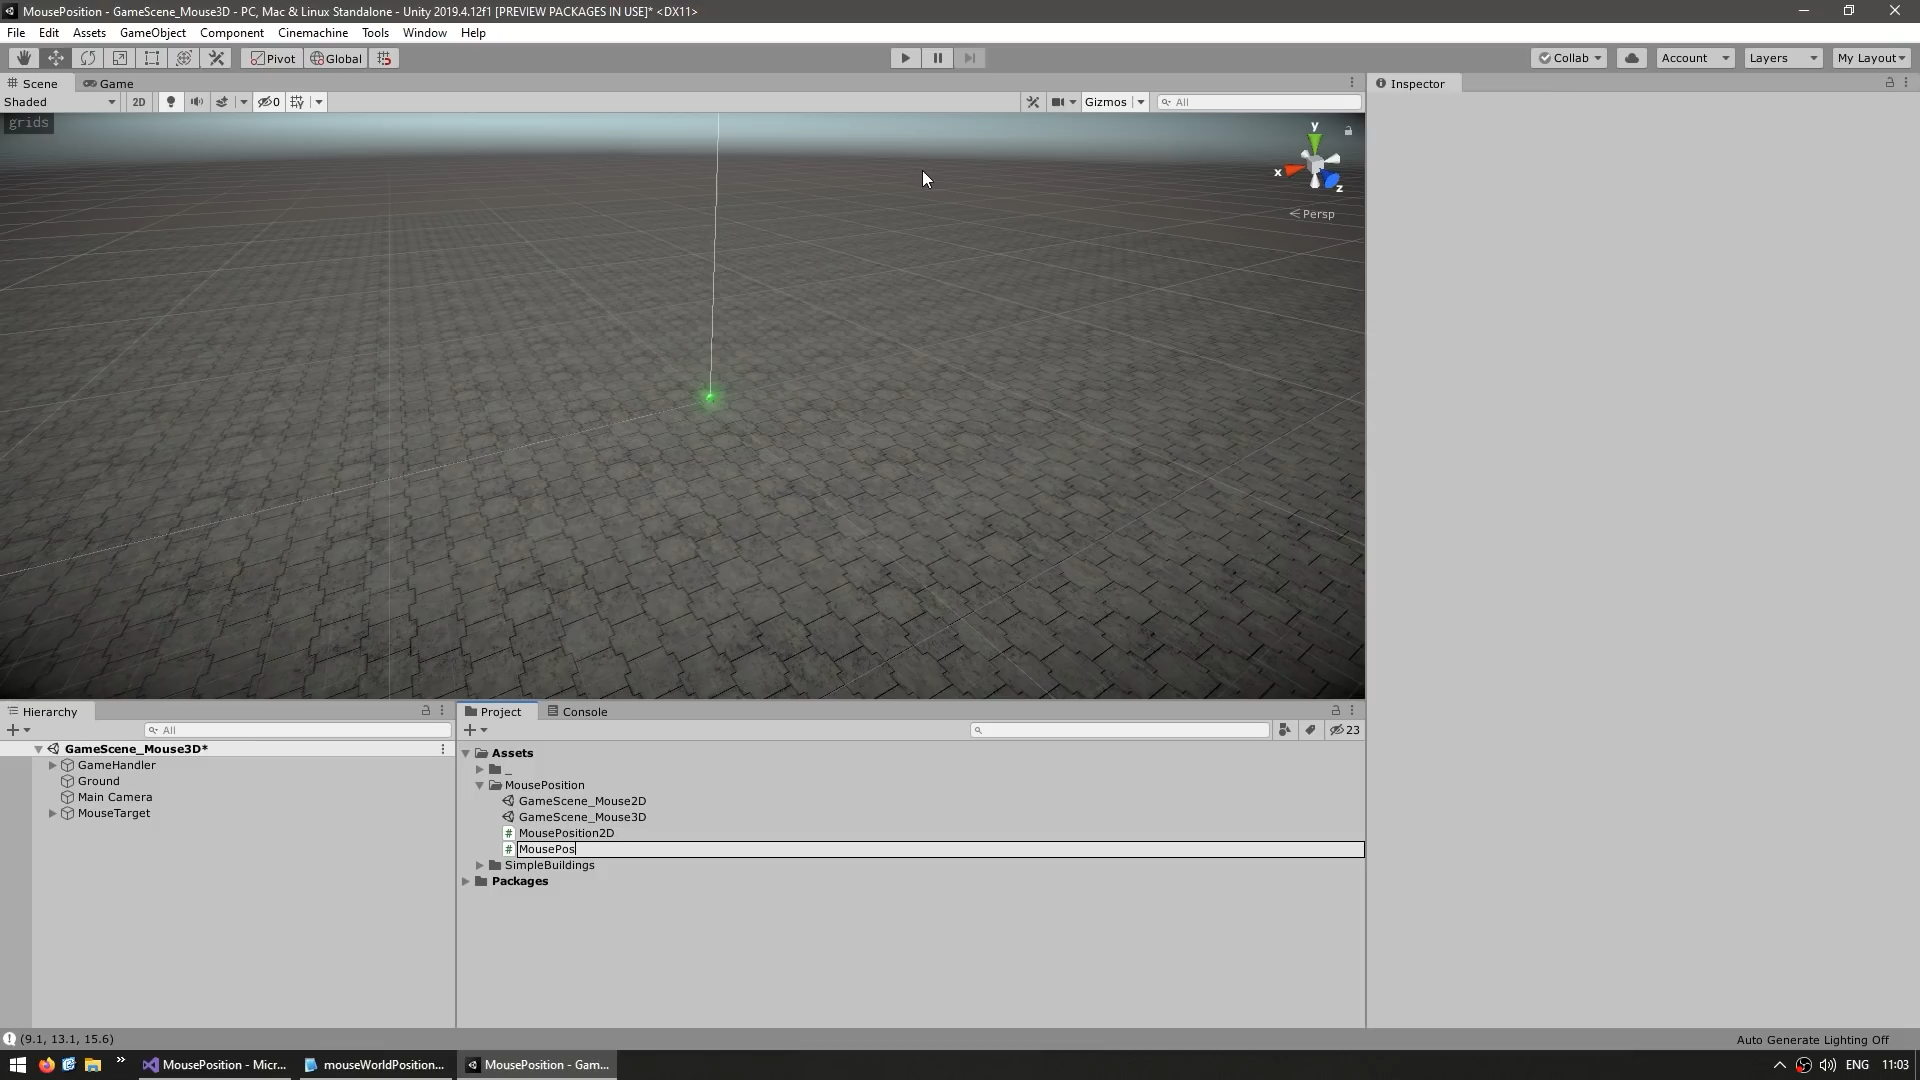 MousePosition - GameScene_Mouse3D - PC, Mac & Linux Standalone - Unity 2019.4.12f1 [PREVIEW PACKAGES IN USE]* <DX11>
File Edit Assets GameObject Component Cinemachine Tools Window Help
Pivot Global Collab Account Layers My Layout
Scene Game Inspector
Shaded 2D 0 Gizmos All
grids
y
x
z
Persp
Hierarchy Project Console
All 23
GameScene_Mouse3D*
GameHandler
Ground
Main Camera
MouseTarget
Assets
_
MousePosition
GameScene_Mouse2D
GameScene_Mouse3D
# MousePosition2D
# MousePos
SimpleBuildings
Packages
(9.1, 13.1, 15.6) Auto Generate Lighting Off
MousePosition - Micr... mouseWorldPosition... MousePosition - Gam... ENG 11:03